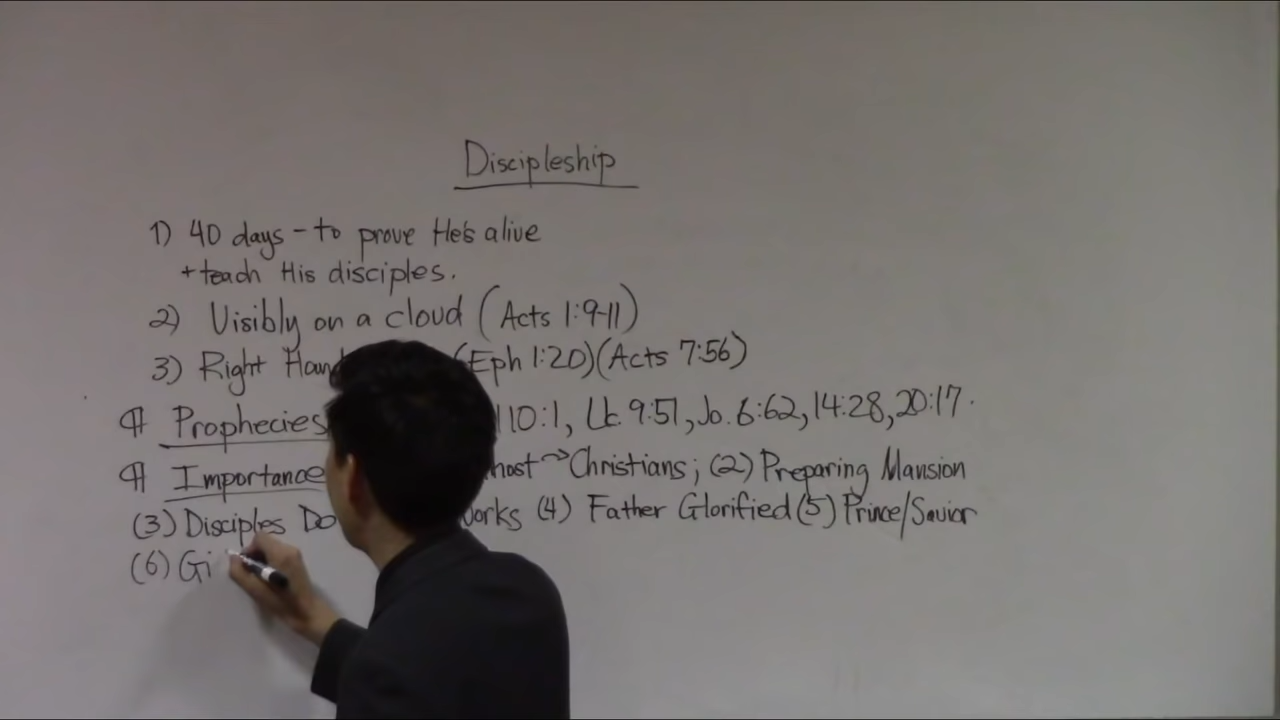 Discipleship
1) 40 days - to prove He's alive
+ teach His disciples.
2) Visibly on a cloud (Acts 1:9-11)
3) Right (Eph 1:20)(Acts 7:56)
¶ Prophecies 110:1, Lk. 9:51, Jo. 6:62, 14:28, 20:17.
¶ Importance → Christians; (2) Preparing Mansion
(3) Disciples Do works (4) Father Glorified (5) Prince/Savior
(6) Gi